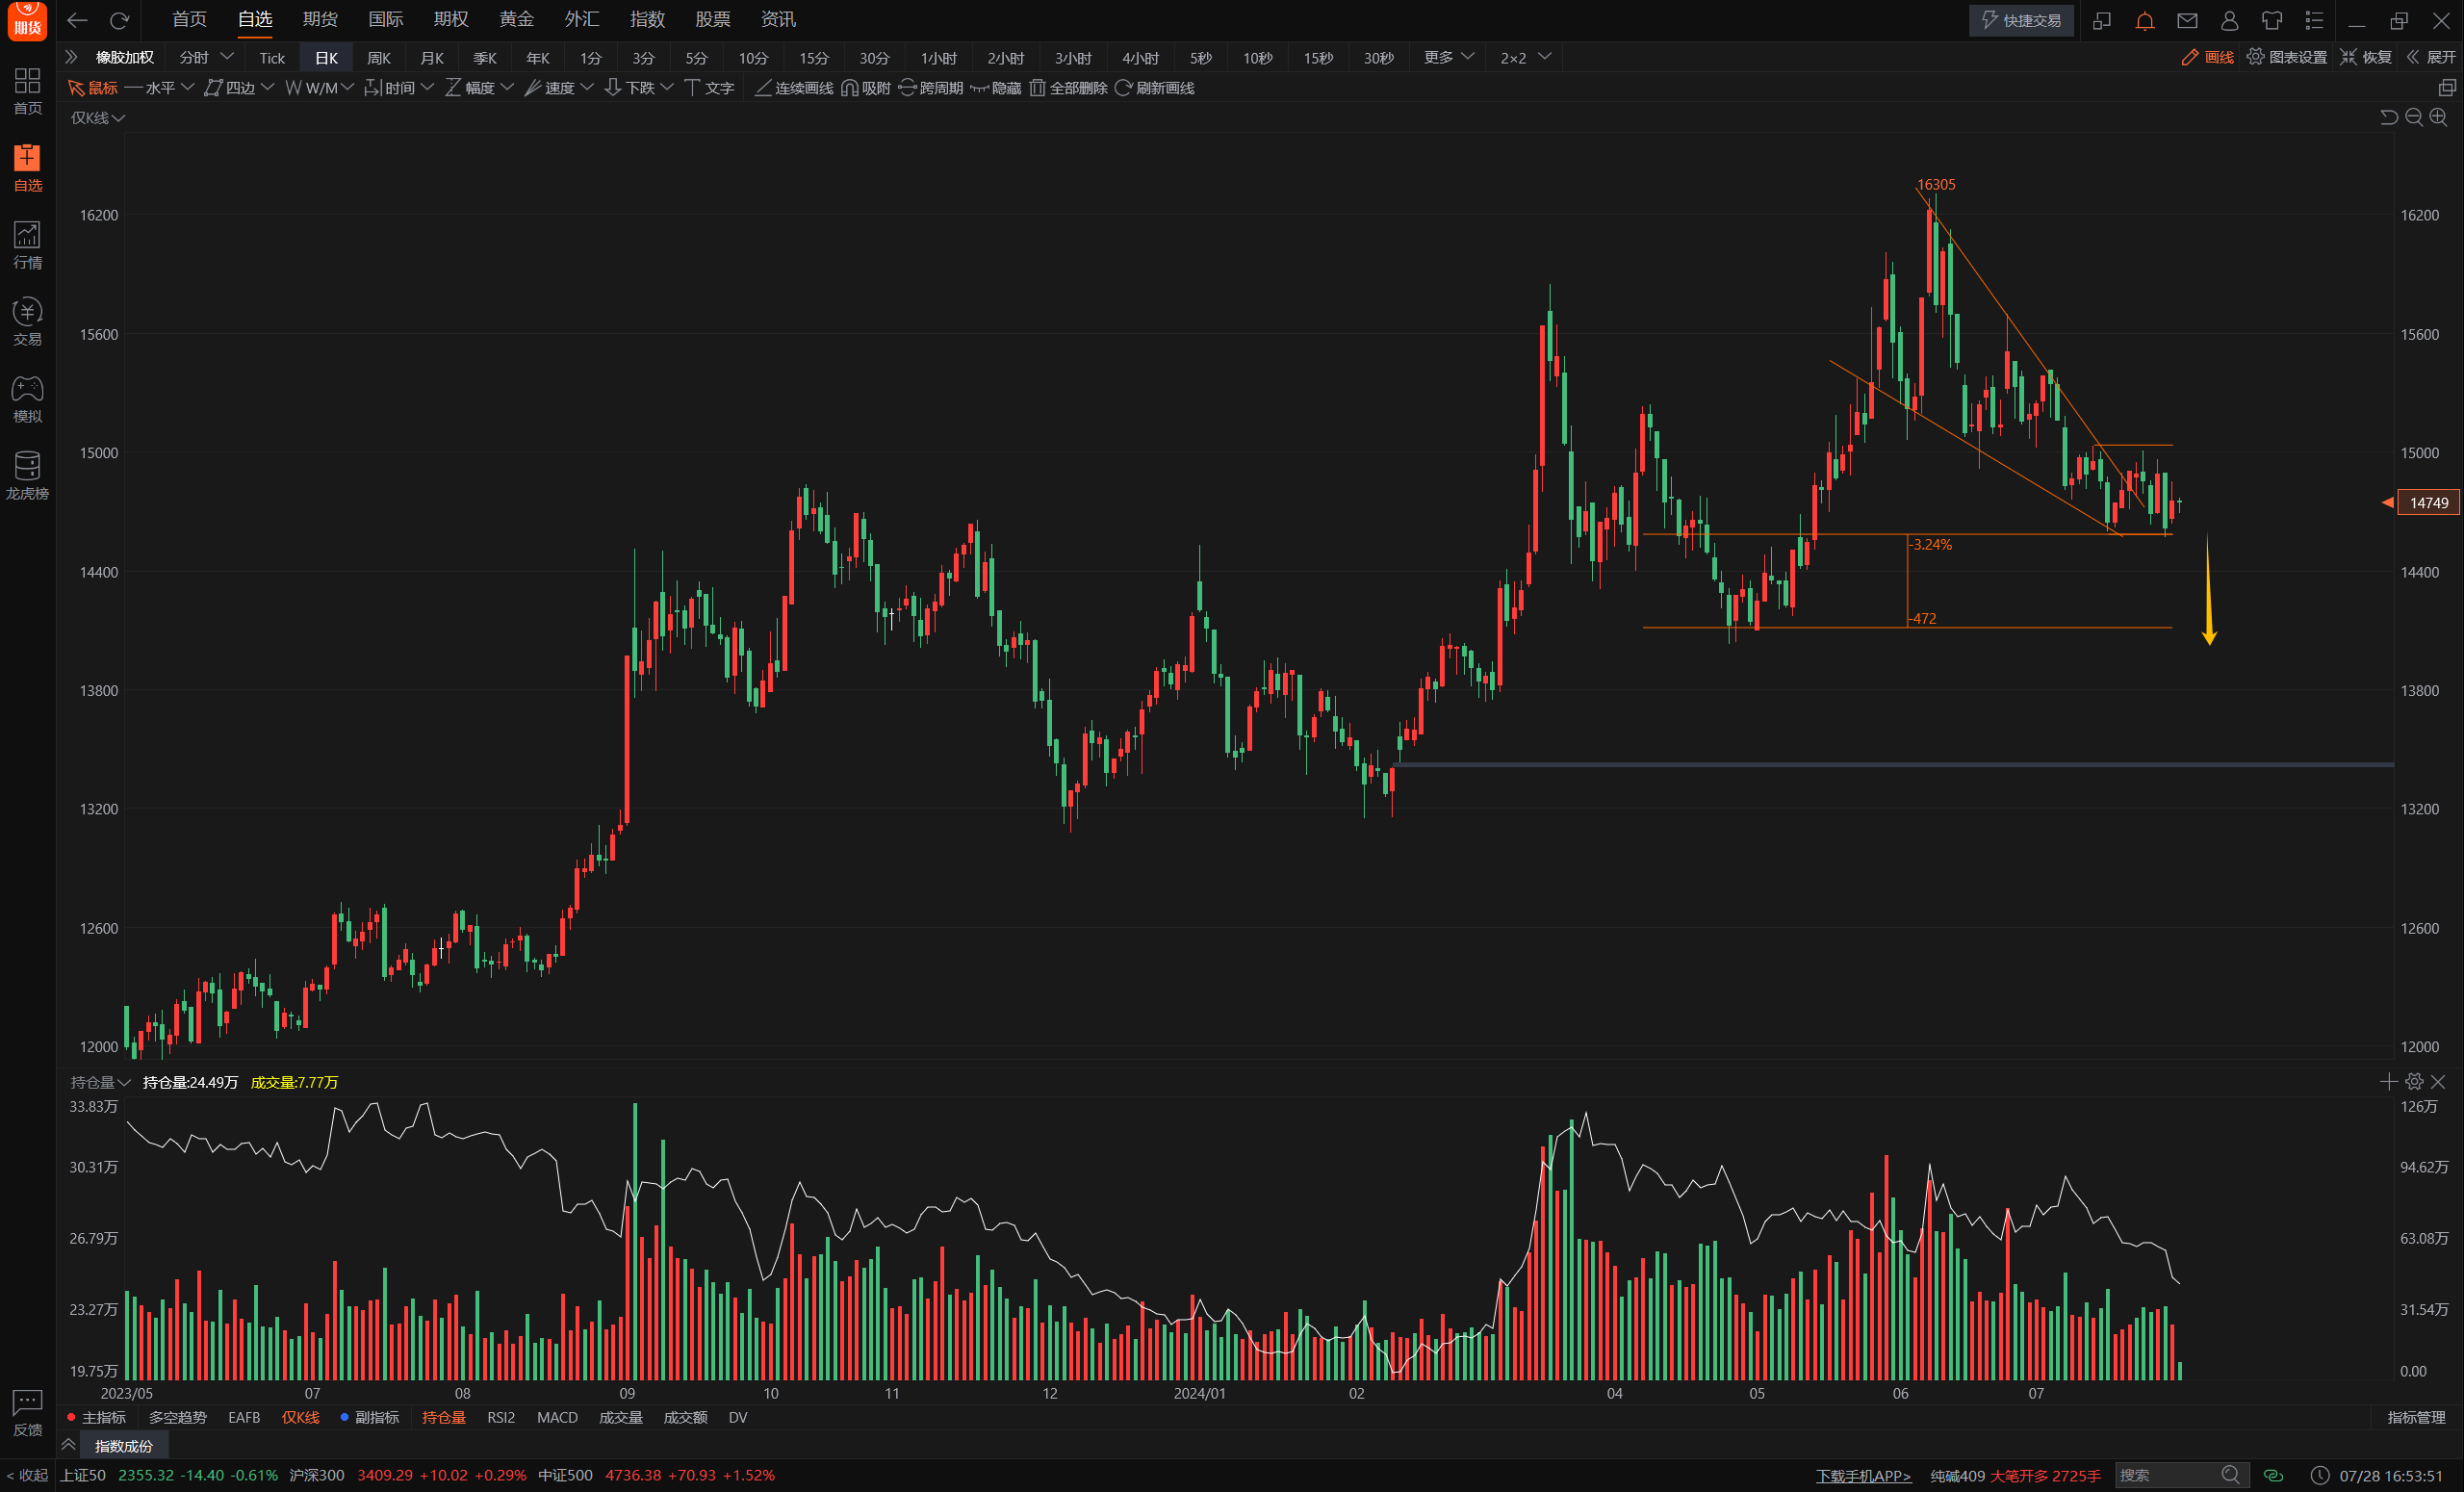 期货
首页 自选 期货 国际 期权 黄金 外汇 指数 股票 资讯 快捷交易
橡胶加权 分时 Tick 日K 周K 月K 季K 年K 1分 3分 5分 10分 15分 30分 1小时 2小时 3小时 4小时 5秒 10秒 15秒 30秒 更多 2×2 画线 图表设置 恢复 展开
鼠标 水平 四边 W/M 时间 幅度 速度 下跌 文字 连续画线 吸附 跨周期 隐藏 全部删除 刷新画线
首页
自选
行情
交易
模拟
龙虎榜
反馈
< 收起
仅K线
16305
16200 16200
15600 15600
15000 15000
14749
-3.24%
14400 14400
-472
13800 13800
13200 13200
12600 12600
12000 12000
持仓量 持仓量:24.49万 成交量:7.77万
33.83万 126万
30.31万 94.62万
26.79万 63.08万
23.27万 31.54万
19.75万 0.00
2023/05 07 08 09 10 11 12 2024/01 02 04 05 06 07
主指标 多空趋势 EAFB 仅K线 副指标 持仓量 RSI2 MACD 成交量 成交额 DV 指标管理
指数成份
上证50 2355.32 -14.40 -0.61% 沪深300 3409.29 +10.02 +0.29% 中证500 4736.38 +70.93 +1.52% 下载手机APP> 纯碱409 大笔开多 2725手 搜索 07/28 16:53:51